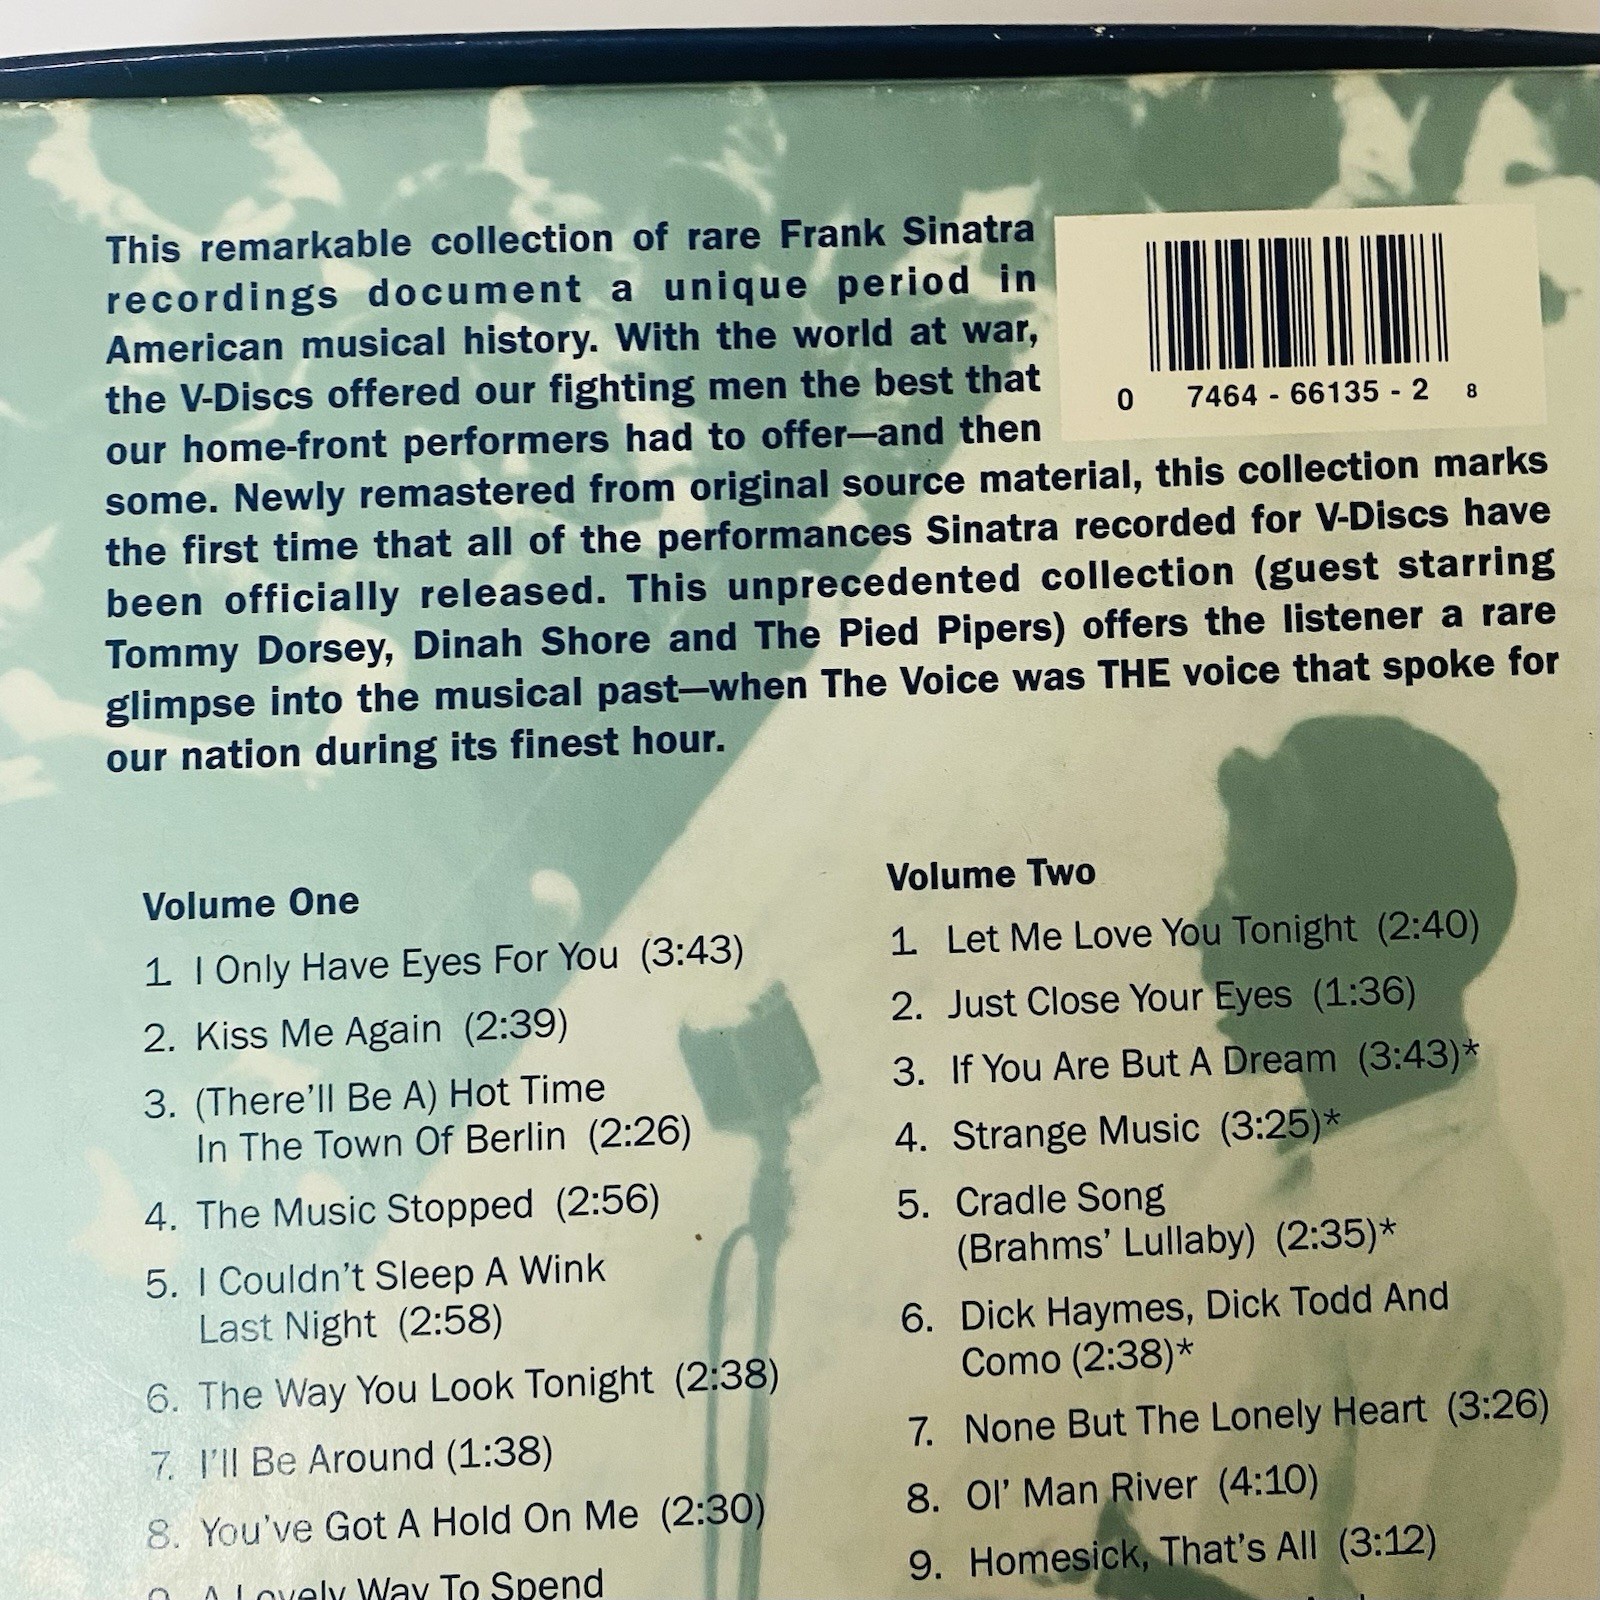 This remarkable collection of rare Frank Sinatra
recordings document a unique period in
American musical history. With the world at war,
the V-Discs offered our fighting men the best that
our home-front performers had to offer—and then
some. Newly remastered from original source material, this collection marks
the first time that all of the performances Sinatra recorded for V-Discs have
been officially released. This unprecedented collection (guest starring
Tommy Dorsey, Dinah Shore and The Pied Pipers) offers the listener a rare
glimpse into the musical past—when The Voice was THE voice that spoke for
our nation during its finest hour.
0 7464 - 66135 - 2 8
Volume One
1. I Only Have Eyes For You (3:43)
2. Kiss Me Again (2:39)
3. (There'll Be A) Hot Time
In The Town Of Berlin (2:26)
4. The Music Stopped (2:56)
5. I Couldn't Sleep A Wink
Last Night (2:58)
6. The Way You Look Tonight (2:38)
7. I'll Be Around (1:38)
8. You've Got A Hold On Me (2:30)
9. A Lovely Way To Spend
Volume Two
1. Let Me Love You Tonight (2:40)
2. Just Close Your Eyes (1:36)
3. If You Are But A Dream (3:43)*
4. Strange Music (3:25)*
5. Cradle Song
(Brahms' Lullaby) (2:35)*
6. Dick Haymes, Dick Todd And
Como (2:38)*
7. None But The Lonely Heart (3:26)
8. Ol' Man River (4:10)
9. Homesick, That's All (3:12)